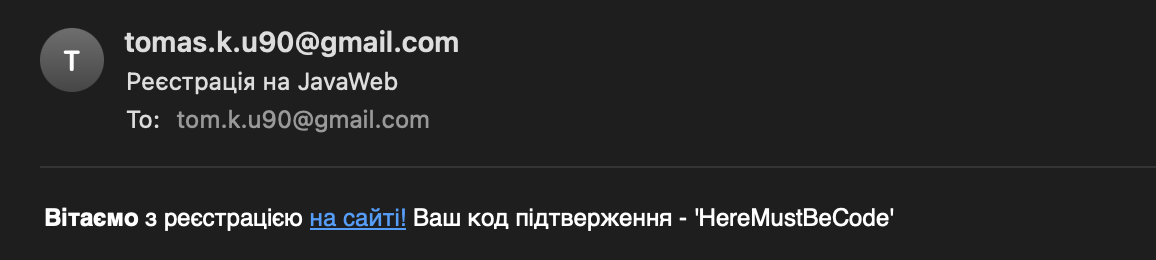 T
tomas.k.u90@gmail.com
Реєстрація на JavaWeb
To: tom.k.u90@gmail.com
Вітаємо з реєстрацією на сайті! Ваш код підтверження - 'HereMustBeCode'